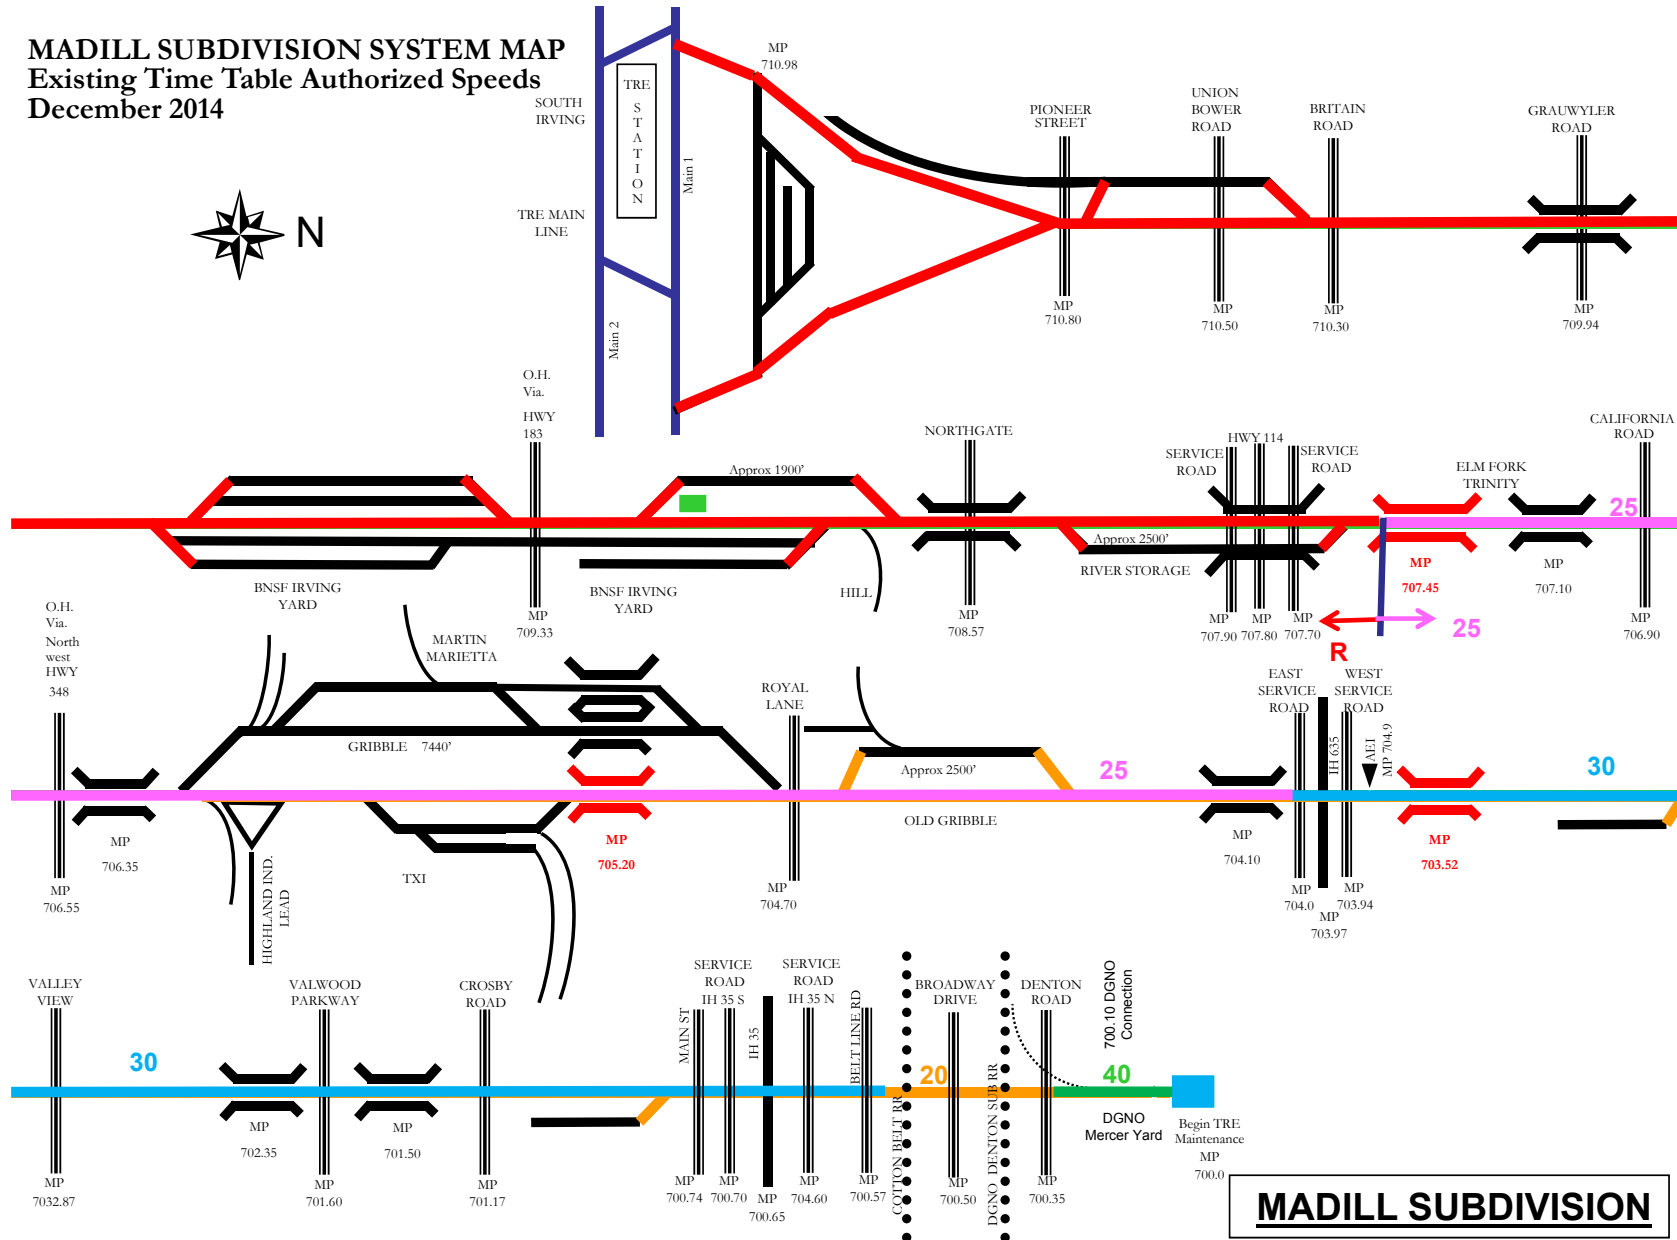 MADILL SUBDIVISION SYSTEM MAP
Existing Time Table Authorized Speeds
December 2014
N
SOUTH
IRVING
TRE
STATION
TRE MAIN
LINE
Main 1
Main 2
MP
710.98
PIONEER
STREET
UNION
BOWER
ROAD
BRITAIN
ROAD
GRAUWYLER
ROAD
MP
710.80
MP
710.50
MP
710.30
MP
709.94
O.H.
Via.
HWY
183
Approx 1900'
NORTHGATE
SERVICE
ROAD
HWY 114
SERVICE
ROAD
ELM FORK
TRINITY
CALIFORNIA
ROAD
25
Approx 2500'
RIVER STORAGE
BNSF IRVING
YARD
BNSF IRVING
YARD
HILL
MP
709.33
MP
708.57
MP
707.90
MP
707.80
MP
707.70
R
25
MP
707.45
MP
707.10
MP
706.90
O.H.
Via.
North
west
HWY
348
MARTIN
MARIETTA
GRIBBLE 7440'
ROYAL
LANE
Approx 2500'
OLD GRIBBLE
25
EAST
SERVICE
ROAD
IH 635
WEST
SERVICE
ROAD
AEI
MP 704.9
30
MP
706.55
MP
706.35
HIGHLAND IND.
LEAD
TXI
MP
705.20
MP
704.70
MP
704.10
MP
704.0
MP
703.97
MP
703.94
MP
703.52
VALLEY
VIEW
30
VALWOOD
PARKWAY
CROSBY
ROAD
MAIN ST
SERVICE
ROAD
IH 35 S
IH 35
SERVICE
ROAD
IH 35 N
BELT LINE RD
COTTON BELT RR
BROADWAY
DRIVE
20
DGNO DENTON SUB RR
DENTON
ROAD
700.10 DGNO
Connection
40
DGNO
Mercer Yard
Begin TRE
Maintenance
MP
700.0
MP
7032.87
MP
702.35
MP
701.60
MP
701.50
MP
701.17
MP
700.74
MP
700.70
MP
700.65
MP
704.60
MP
700.57
MP
700.50
MP
700.35
MADILL SUBDIVISION